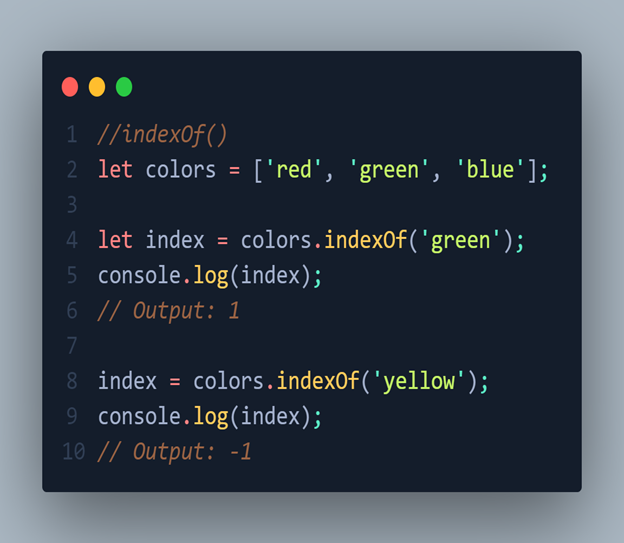 1 //indexOf()
2 let colors = ['red', 'green', 'blue'];
3
4 let index = colors.indexOf('green');
5 console.log(index);
6 // Output: 1
7
8 index = colors.indexOf('yellow');
9 console.log(index);
10 // Output: -1